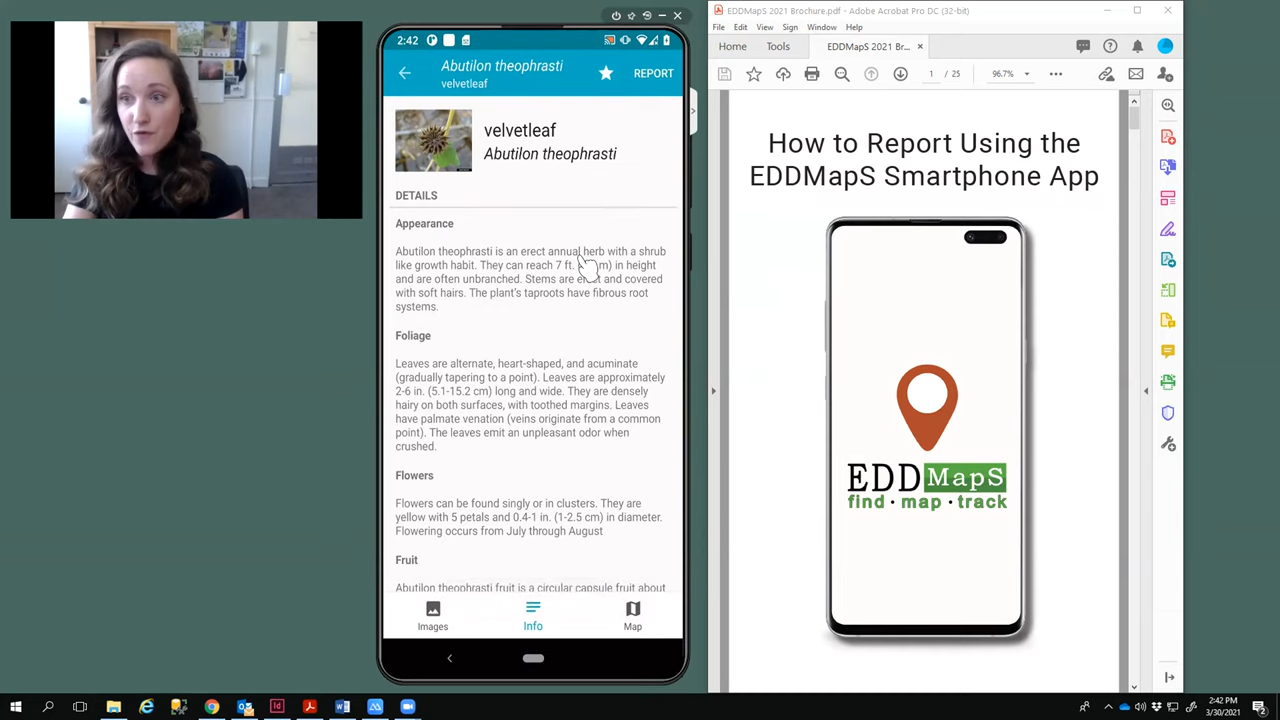 2:42
Abutilon theophrasti
velvetleaf
REPORT
velvetleaf
Abutilon theophrasti
DETAILS
Appearance
Abutilon theophrasti is an erect annual herb with a shrub
like growth habit. They can reach 7 ft. m) in height
and are often unbranched. Stems are and covered
with soft hairs. The plant's taproots have fibrous root
systems.
Foliage
Leaves are alternate, heart-shaped, and acuminate
(gradually tapering to a point). Leaves are approximately
2-6 in. (5.1-15.2 cm) long and wide. They are densely
hairy on both surfaces, with toothed margins. Leaves
have palmate venation (veins originate from a common
point). The leaves emit an unpleasant odor when
crushed.
Flowers
Flowers can be found singly or in clusters. They are
yellow with 5 petals and 0.4-1 in. (1-2.5 cm) in diameter.
Flowering occurs from July through August
Fruit
Abutilon theophrasti fruit is a circular capsule fruit about
Images
Info
Map
EDDMapS 2021 Brochure.pdf - Adobe Acrobat Pro DC (32-bit)
File Edit View Sign Window Help
Home Tools EDDMapS 2021 Br... ×
1 / 25 96.7%
How to Report Using the
EDDMapS Smartphone App
EDDMapS
find · map · track
2:42 PM
3/30/2021
2